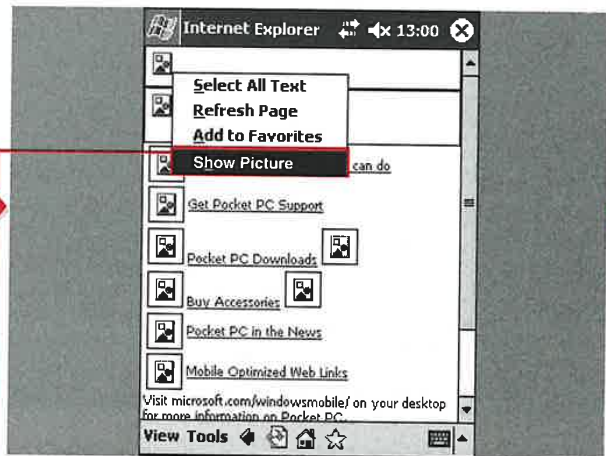 Internet Explorer 13:00
Select All Text
Refresh Page
Add to Favorites
Show Picture
can do
Get Pocket PC Support
Pocket PC Downloads
Buy Accessories
Pocket PC in the News
Mobile Optimized Web Links
Visit microsoft.com/windowsmobile/ on your desktop
for more information on Pocket PC.
View Tools